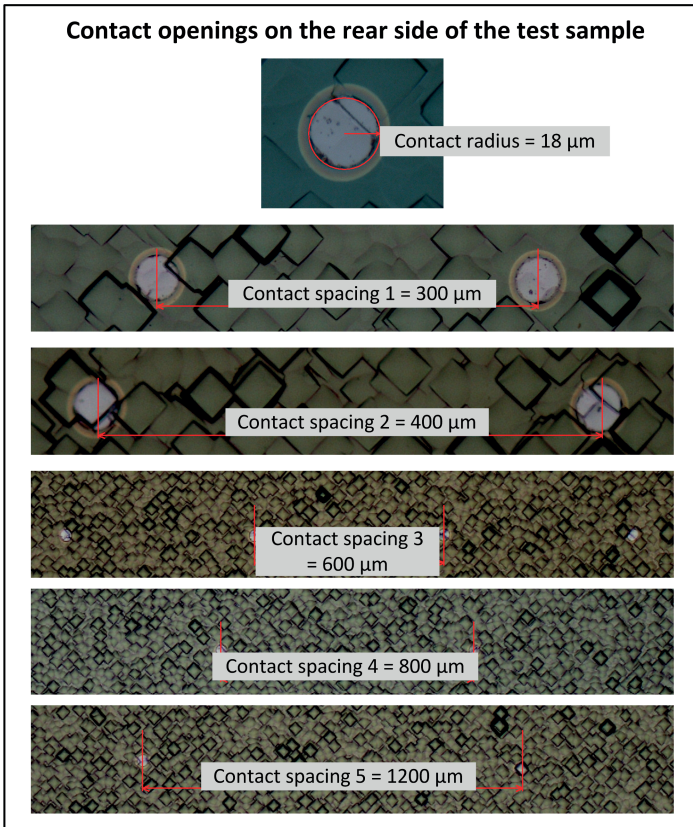 Contact openings on the rear side of the test sample
Contact radius = 18 µm
Contact spacing 1 = 300 µm
Contact spacing 2 = 400 µm
Contact spacing 3
= 600 µm
Contact spacing 4 = 800 µm
Contact spacing 5 = 1200 µm